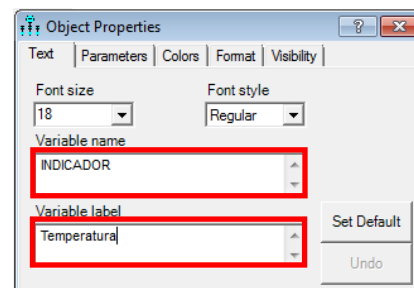 Object Properties
Text Parameters Colors Format Visibility
Font size Font style
18 Regular
Variable name
INDICADOR
Variable label
Temperatura
Set Default
Undo